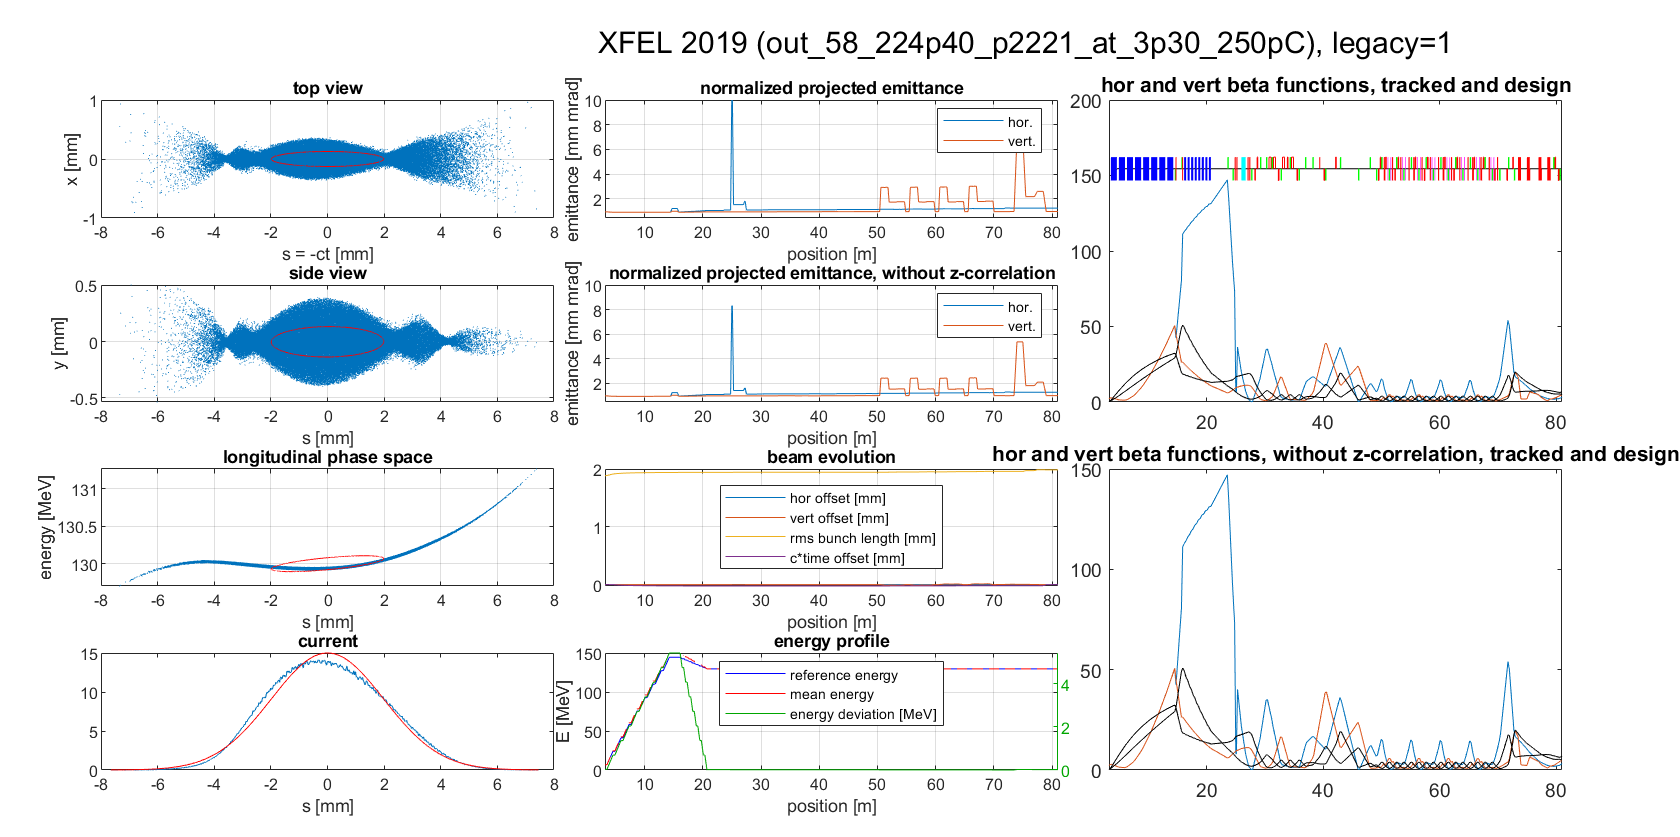 XFEL 2019 (out_58_224p40_p2221_at_3p30_250pC), legacy=1
top view
x [mm]
1
0
-1
-8 -6 -4 -2 0 2 4 6 8
s = -ct [mm]
side view
y [mm]
0.5
0
-0.5
-8 -6 -4 -2 0 2 4 6 8
s [mm]
longitudinal phase space
energy [MeV]
131
130.5
130
-8 -6 -4 -2 0 2 4 6 8
s [mm]
current
15
10
5
0
-8 -6 -4 -2 0 2 4 6 8
s [mm]
normalized projected emittance
emittance [mm mrad]
10
8
6
4
2
hor.
vert.
10 20 30 40 50 60 70 80
position [m]
normalized projected emittance, without z-correlation
emittance [mm mrad]
10
8
6
4
2
hor.
vert.
10 20 30 40 50 60 70 80
position [m]
beam evolution
2
1
0
hor offset [mm]
vert offset [mm]
rms bunch length [mm]
c*time offset [mm]
10 20 30 40 50 60 70 80
position [m]
energy profile
E [MeV]
150
100
50
0
reference energy
mean energy
energy deviation [MeV]
4
2
0
10 20 30 40 50 60 70 80
position [m]
hor and vert beta functions, tracked and design
200
150
100
50
0
20 40 60 80
hor and vert beta functions, without z-correlation, tracked and design
150
100
50
0
20 40 60 80